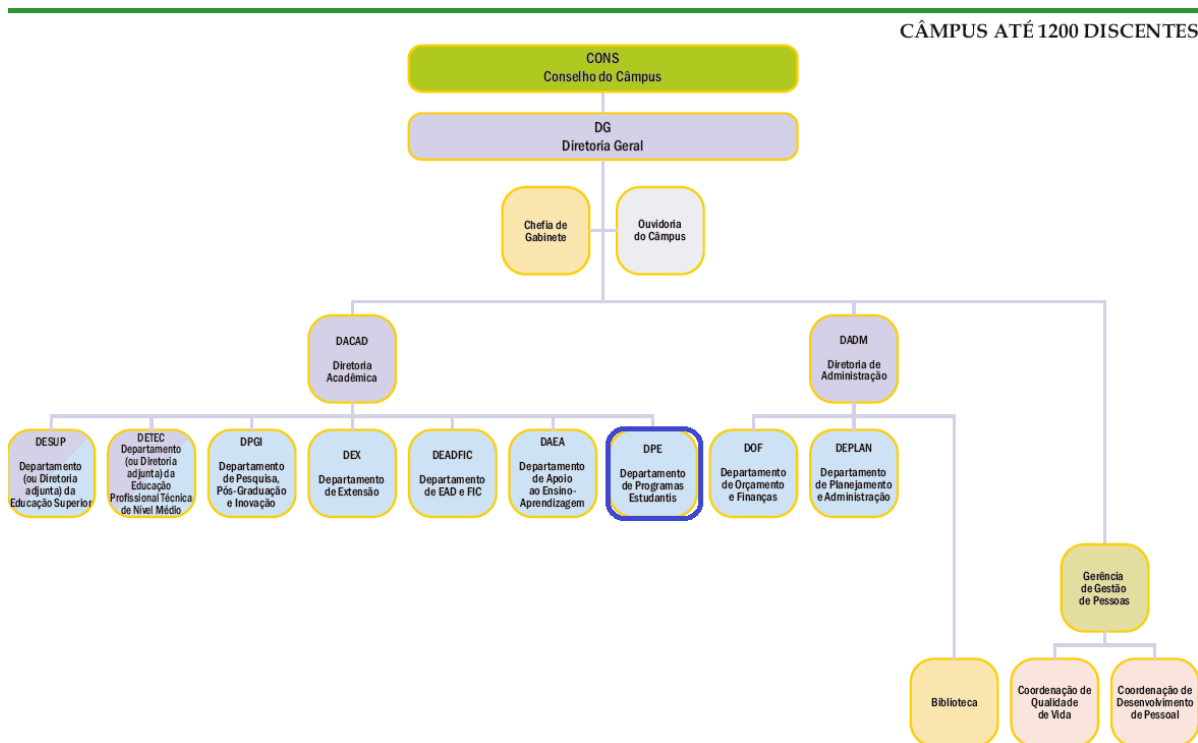 CÂMPUS ATÉ 1200 DISCENTES
CONS
Conselho do Câmpus
DG
Diretoria Geral
Chefia de
Gabinete
Ouvidoria
do Câmpus
DACAD
Diretoria
Acadêmica
DADM
Diretoria de
Administração
DESUP
Departamento
(ou Diretoria
adjunta) da
Educação Superior
DETEC
Departamento
(ou Diretoria
adjunta) da
Educação
Profissional Técnica
de Nível Médio
DPGI
Departamento
de Pesquisa,
Pós-Graduação
e Inovação
DEX
Departamento
de Extensão
DEADFIC
Departamento
de EAD e FIC
DAEA
Departamento
de Apoio
ao Ensino-
Aprendizagem
DPE
Departamento
de Programas
Estudantis
DOF
Departamento
de Orçamento
e Finanças
DEPLAN
Departamento
de Planejamento
e Administração
Gerência
de Gestão
de Pessoas
Biblioteca
Coordenação de
Qualidade
de Vida
Coordenação de
Desenvolvimento
de Pessoal